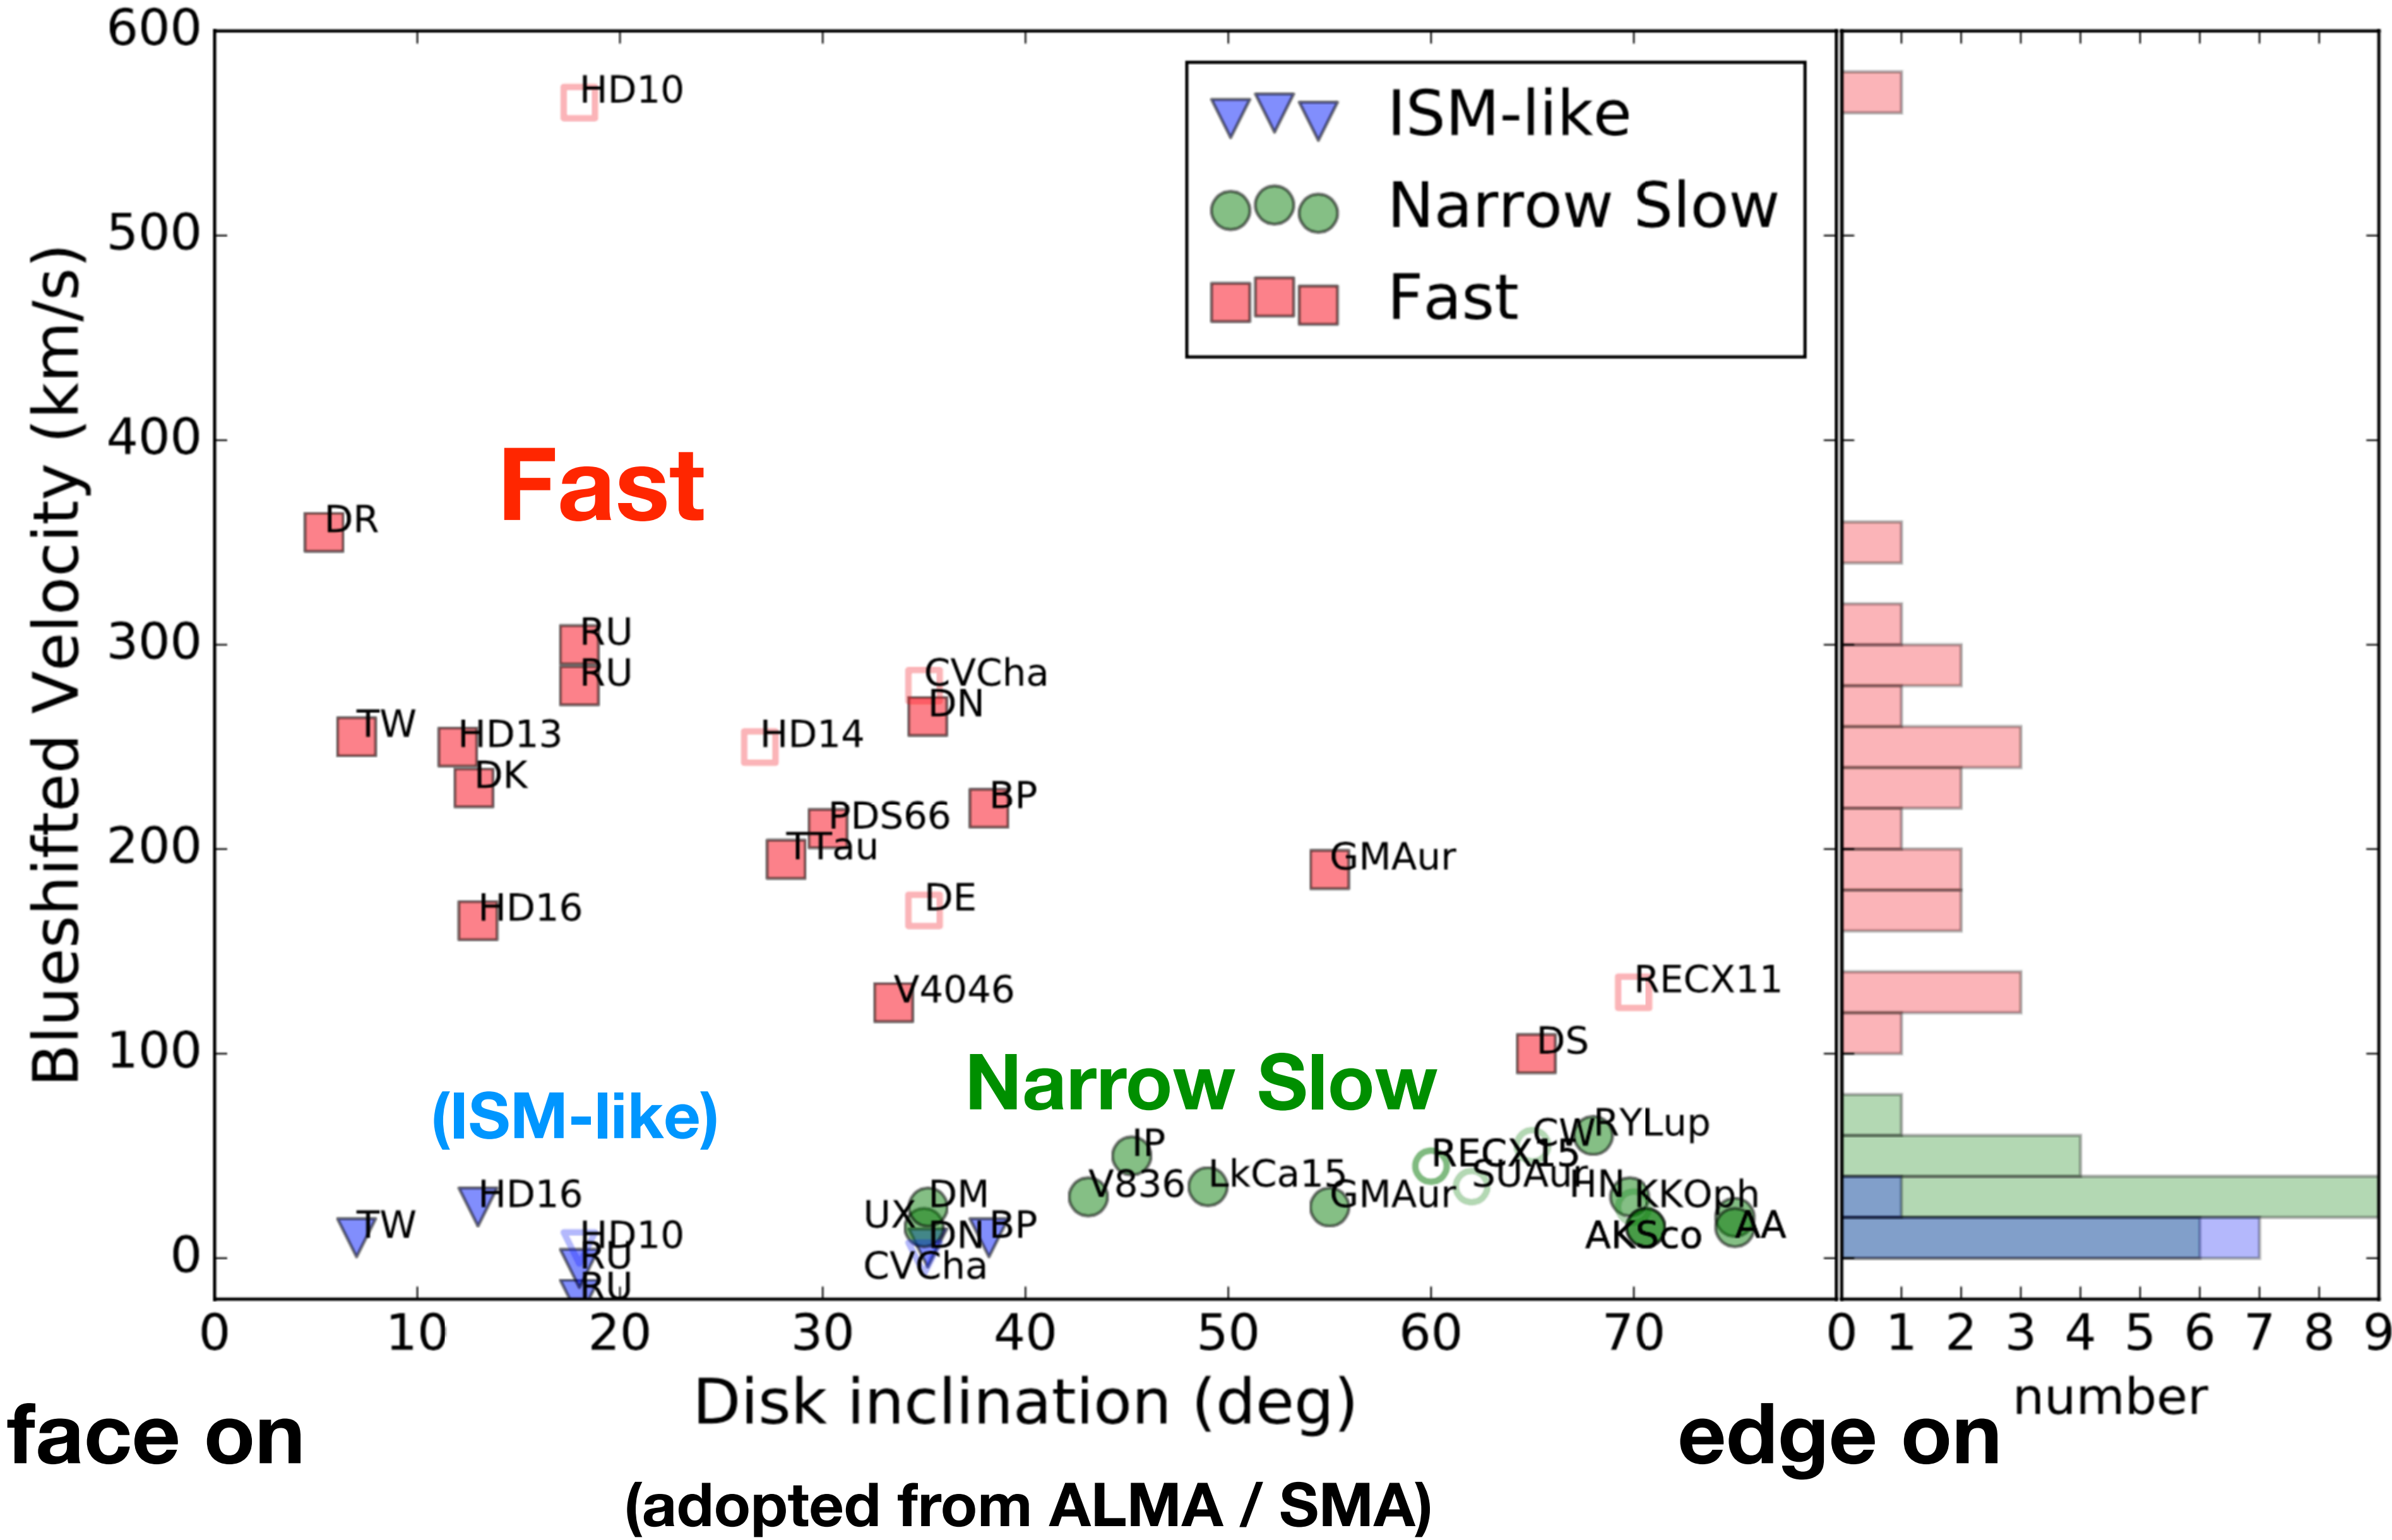 600
500
400
300
200
100
0
Blueshifted Velocity (km/s)
HD10
ISM-like
Narrow Slow
Fast
Fast
DR
RU
RU
CVCha
DN
TW
HD13
HD14
DK
BP
PDS66
TTau
GMAur
DE
HD16
V4046
RECX11
DS
Narrow Slow
(ISM-like)
RYLup
CW
IP
RECX15
SUAur
LkCa15
V836
HN
KKOph
GMAur
HD16
DM
UX
TW
BP
AA
HD10
DN
AKSco
RU
CVCha
RU
0 10 20 30 40 50 60 70
0 1 2 3 4 5 6 7 8 9
Disk inclination (deg)
number
face on
edge on
(adopted from ALMA / SMA)